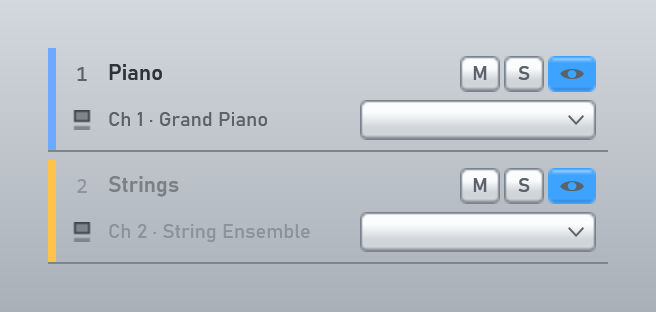 1 Piano M S
Ch 1 · Grand Piano
2 Strings M S
Ch 2 · String Ensemble